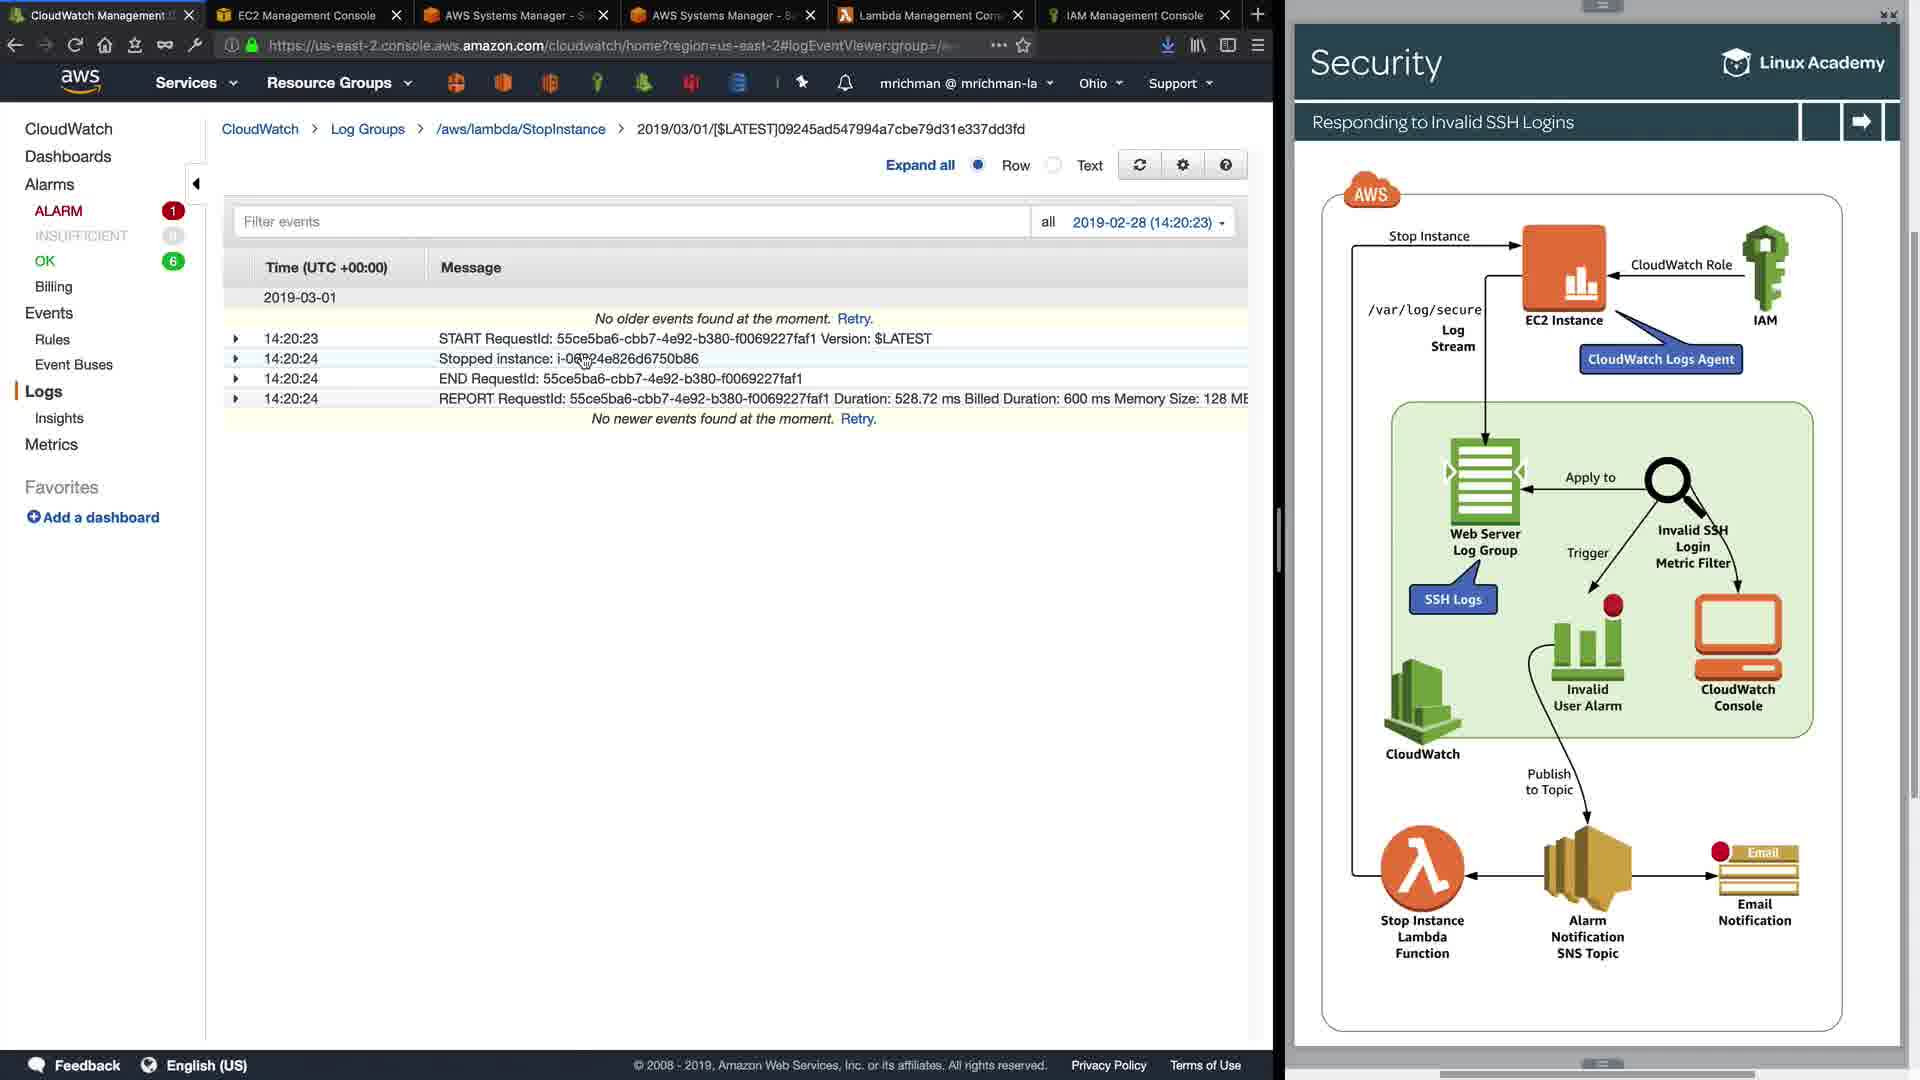 CloudWatch Management
EC2 Management Console
AWS Systems Manager - S
AWS Systems Manager - 
Lambda Management Con
IAM Management Console
https://us-east-2.console.aws.amazon.com/cloudwatch/home?region=us-east-2#logEventViewer:group=/
aws
Services
Resource Groups
mrichman @ mrichman-la
Ohio
Support
CloudWatch
Dashboards
Alarms
ALARM 1
INSUFFICIENT 0
OK 6
Billing
Events
Rules
Event Buses
Logs
Insights
Metrics
Favorites
Add a dashboard
CloudWatch > Log Groups > /aws/lambda/StopInstance > 2019/03/01/[$LATEST]09245ad547994a7cbe79d31e337dd3fd
Expand all Row Text
Filter events
all 2019-02-28 (14:20:23)
Time (UTC +00:00) Message
2019-03-01
No older events found at the moment. Retry.
14:20:23 START RequestId: 55ce5ba6-cbb7-4e92-b380-f0069227faf1 Version: $LATEST
14:20:24 Stopped instance:
14:20:24 END RequestId: 55ce5ba6-cbb7-4e92-b380-f0069227faf1
14:20:24 REPORT RequestId: 55ce5ba6-cbb7-4e92-b380-f0069227faf1 Duration: 528.72 ms Billed Duration: 600 ms Memory Size: 128 MB
No newer events found at the moment. Retry.
Feedback
English (US)
© 2008 - 2019, Amazon Web Services, Inc. or its affiliates. All rights reserved.
Privacy Policy
Terms of Use
Security
Linux Academy
Responding to Invalid SSH Logins
AWS
Stop Instance
CloudWatch Role
/var/log/secure
Log
Stream
EC2 Instance
IAM
CloudWatch Logs Agent
Apply to
Web Server
Log Group
Invalid SSH
Login
Metric Filter
Trigger
SSH Logs
Invalid
User Alarm
CloudWatch
Console
CloudWatch
Publish
to Topic
Email
Stop Instance
Lambda
Function
Alarm
Notification
SNS Topic
Email
Notification